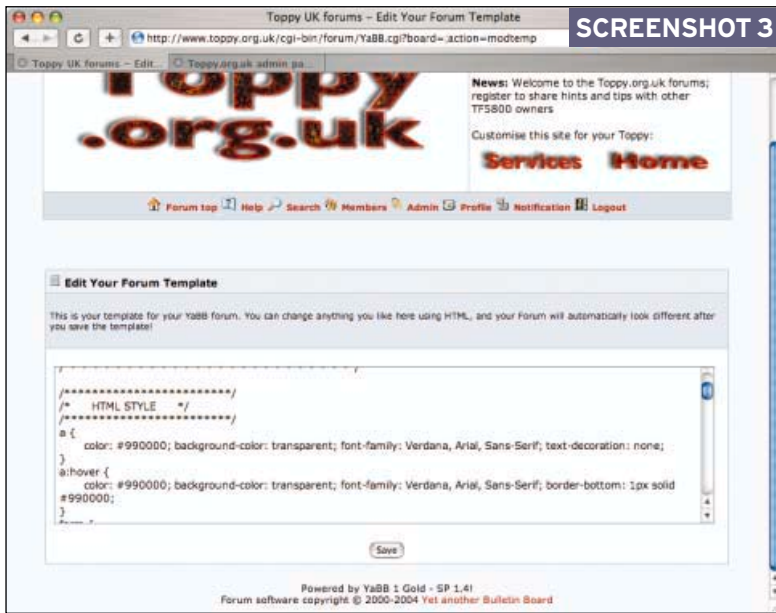 Toppy UK forums – Edit Your Forum Template
SCREENSHOT 3
http://www.toppy.org.uk/cgi-bin/forum/YaBB.cgi?board=;action=modtemp
Toppy UK forums – Edit...
Toppy.org.uk admin pa...
Toppy
.org.uk
News: Welcome to the Toppy.org.uk forums;
register to share hints and tips with other
TF5800 owners
Customise this site for your Toppy:
Services Home
Forum top Help Search Members Admin Profile Notification Logout
Edit Your Forum Template
This is your template for your YaBB forum. You can change anything you like here using HTML, and your Forum will automatically look different after
you save the template!
/*************************/
/* HTML STYLE */
/*************************/
a {
color: #990000; background-color: transparent; font-family: Verdana, Arial, Sans-Serif; text-decoration: none;
}
a:hover {
color: #990000; background-color: transparent; font-family: Verdana, Arial, Sans-Serif; border-bottom: 1px solid
#990000;
}
Save
Powered by YaBB 1 Gold - SP 1.4!
Forum software copyright © 2000-2004 Yet another Bulletin Board